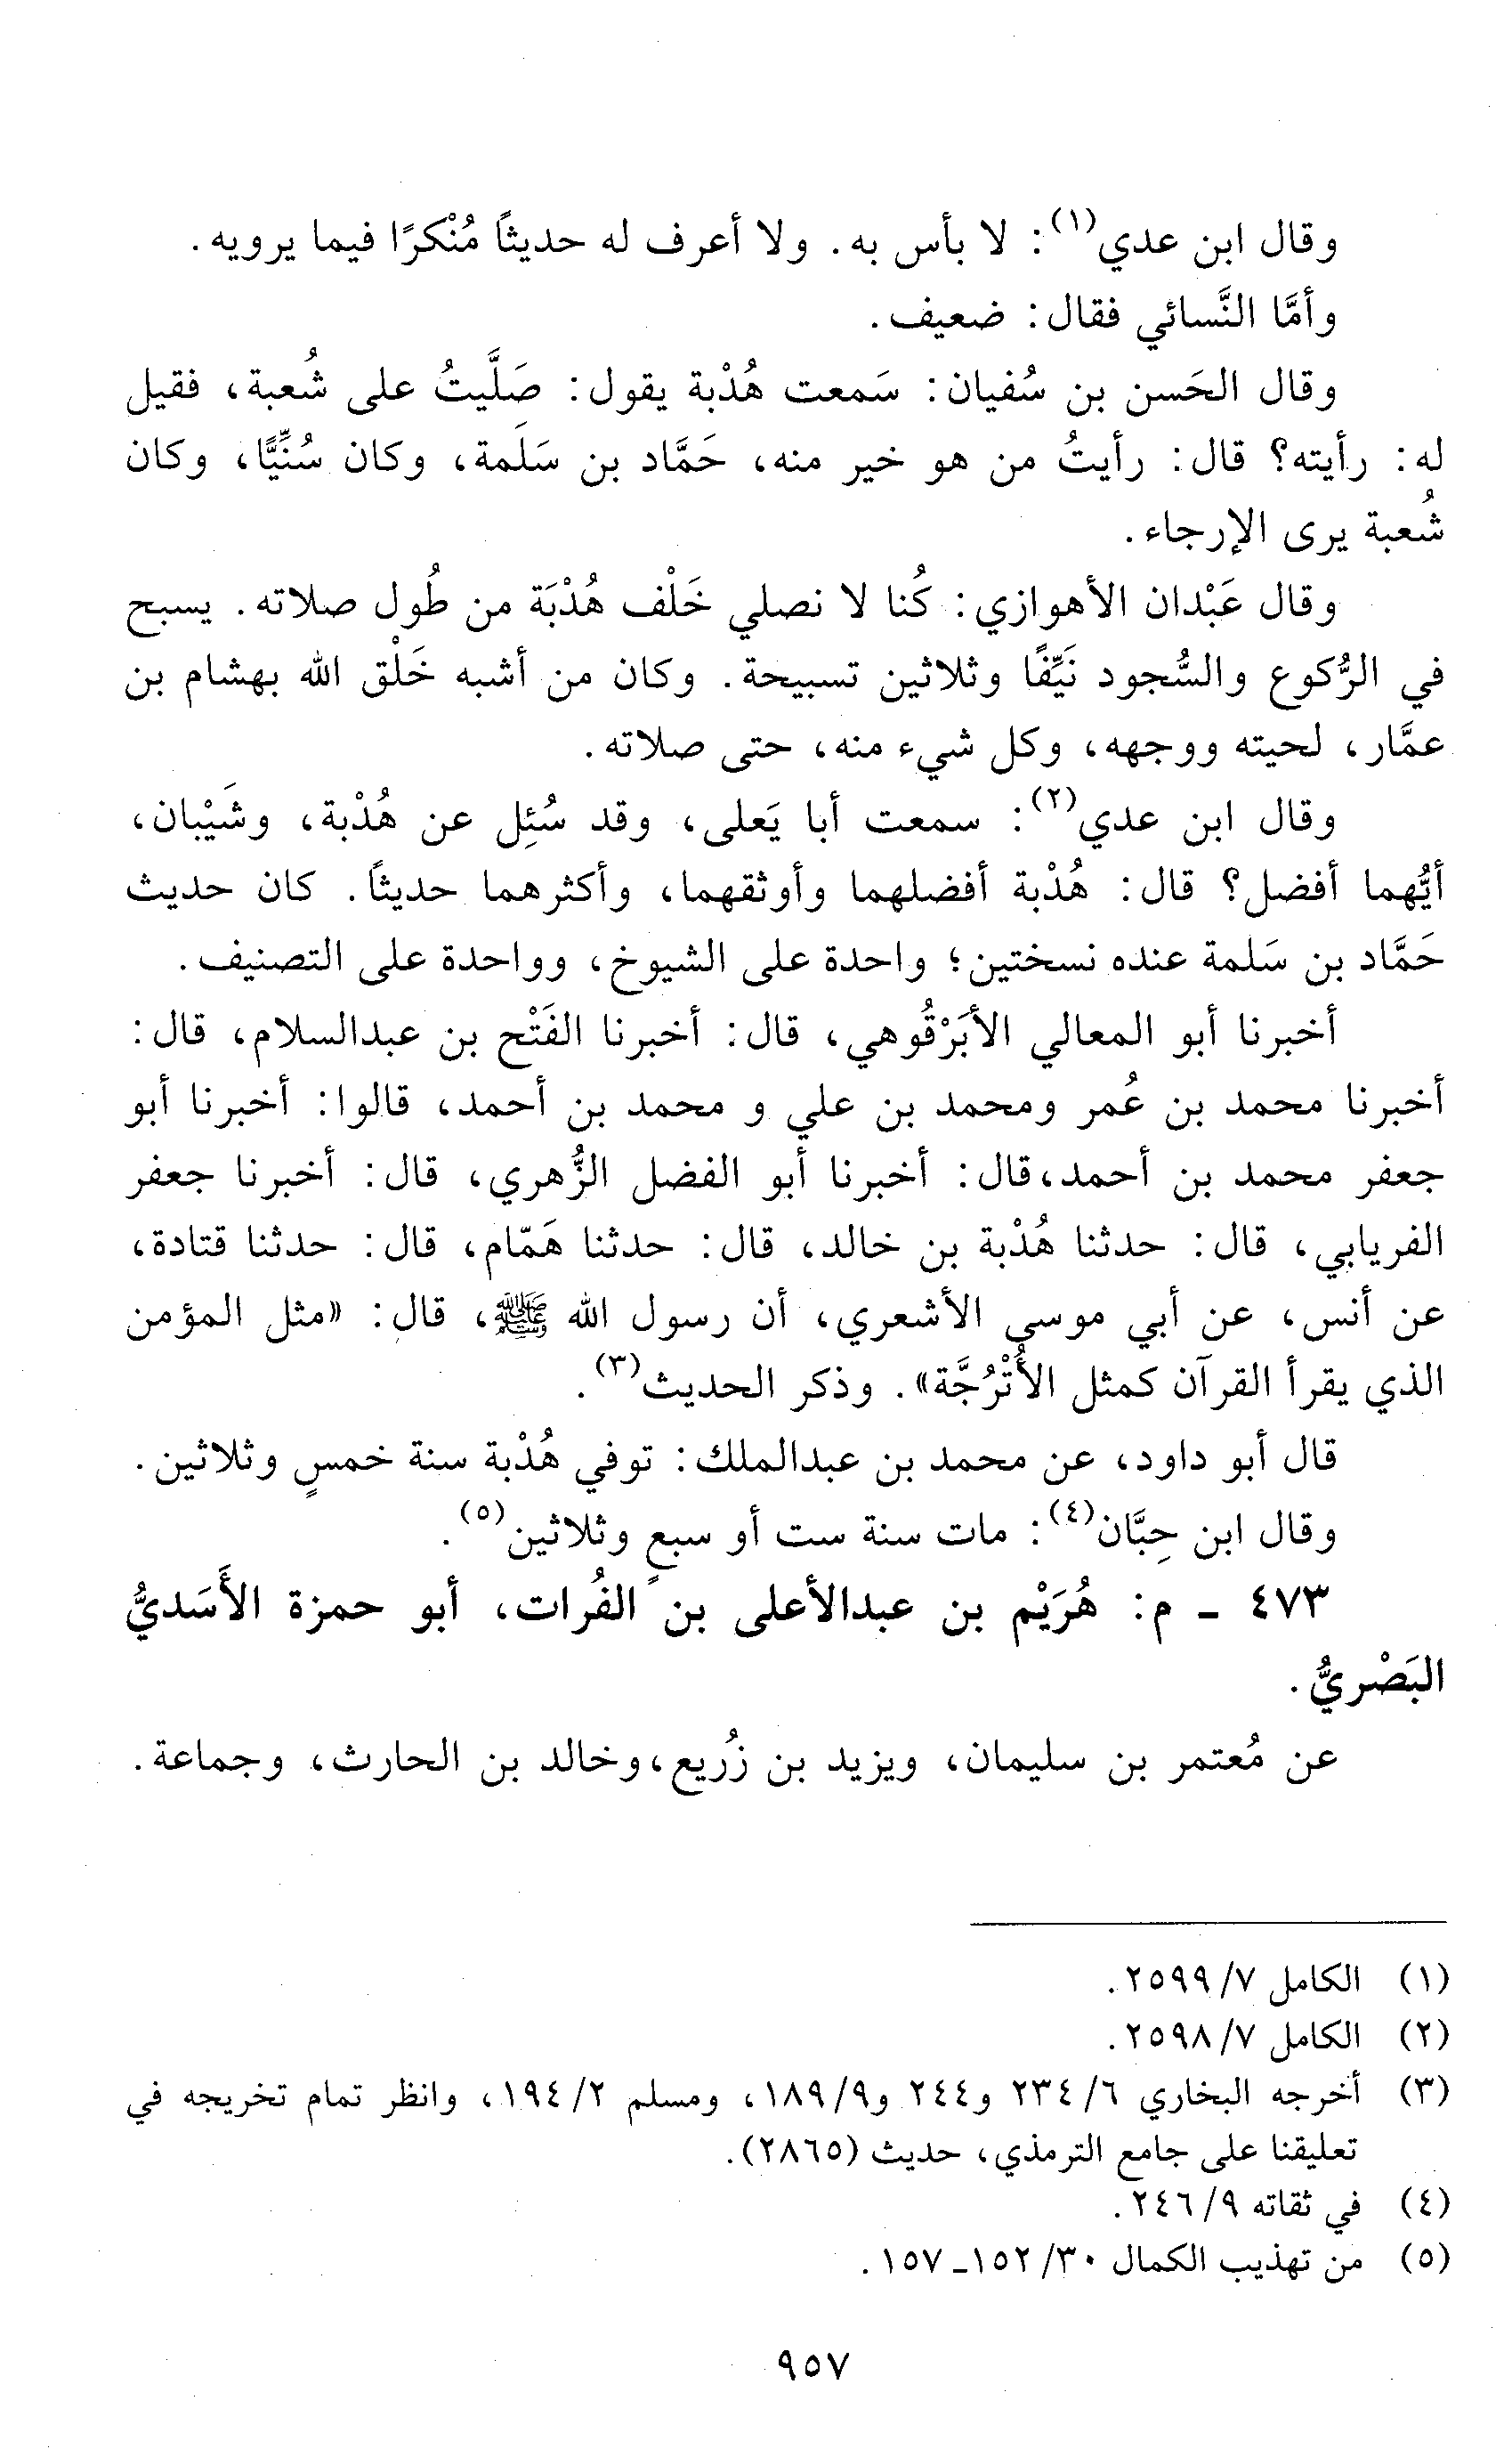 وقال ابن عدي(١): لا بأس به. ولا أعرف له حديثاً مُنْكرًا فيما يرويه.
وأمَّا النَّسائي فقال: ضعيف.
وقال الحَسن بن سُفيان: سَمعت هُدْبة يقول: صَلَّيتُ على شُعبة، فقيل
له: رأيته؟ قال: رأيتُ من هو خير منه، حَمَّاد بن سَلَمة، وكان سُنِّيًّا، وكان
شُعبة يرى الإرجاء.
وقال عَبْدان الأهوازي: كُنا لا نصلي خَلْف هُدْبَة من طُول صلاته. يسبح
في الرُّكوع والسُّجود نَيِّفًا وثلاثين تسبيحة. وكان من أشبه خَلْق الله بهشام بن
عمَّار، لحيته ووجهه، وكل شيء منه، حتى صلاته.
وقال ابن عدي(٢): سمعت أبا يَعلى، وقد سُئِل عن هُدْبة، وشَيْبان،
أيُّهما أفضل؟ قال: هُدْبة أفضلهما وأوثقهما، وأكثرهما حديثاً. كان حديث
حَمَّاد بن سَلمة عنده نسختين؛ واحدة على الشيوخ، وواحدة على التصنيف.
أخبرنا أبو المعالي الأبَرْقُوهي، قال: أخبرنا الفَتْح بن عبدالسلام، قال:
أخبرنا محمد بن عُمر ومحمد بن علي و محمد بن أحمد، قالوا: أخبرنا أبو
جعفر محمد بن أحمد،قال: أخبرنا أبو الفضل الزُّهري، قال: أخبرنا جعفر
الفريابي، قال: حدثنا هُدْبة بن خالد، قال: حدثنا هَمّام، قال: حدثنا قتادة،
عن أنس، عن أبي موسى الأشعري، أن رسول الله ﷺ، قال: «مثل المؤمن
الذي يقرأ القرآن كمثل الأُتْرُجَّة». وذكر الحديث(٣).
قال أبو داود، عن محمد بن عبدالملك: توفي هُدْبة سنة خمسٍ وثلاثين.
وقال ابن حِبَّان(٤): مات سنة ست أو سبعٍ وثلاثين(٥).
٤٧٣ - م: هُرَيْم بن عبدالأعلى بن الفُرات، أبو حمزة الأَسَديُّ
البَصْريُّ.
عن مُعتمر بن سليمان، ويزيد بن زُريع،وخالد بن الحارث، وجماعة.
(١) الكامل ٧/ ٢٥٩٩.
(٢) الكامل ٧/ ٢٥٩٨.
(٣) أخرجه البخاري ٦/ ٢٣٤ و٢٤٤ و٩/ ١٨٩، ومسلم ٢/ ١٩٤، وانظر تمام تخريجه في
تعليقنا على جامع الترمذي، حديث (٢٨٦٥).
(٤) في ثقاته ٩/ ٢٤٦.
(٥) من تهذيب الكمال ٣٠/ ١٥٢-١٥٧.
٩٥٧